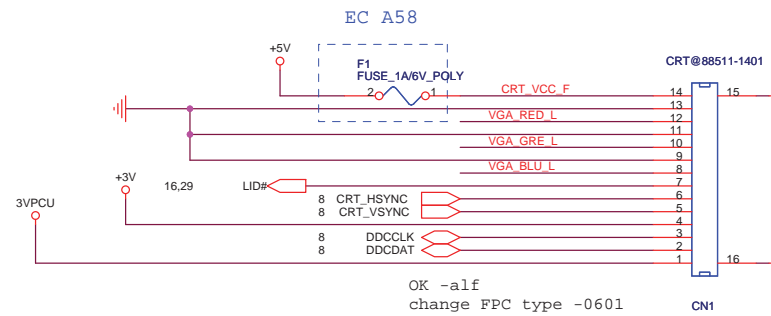 EC A58
+5V
F1
FUSE_1A/6V_POLY
CRT@88511-1401
2 1 CRT_VCC_F 14 15
13
VGA_RED_L 12
11
VGA_GRE_L 10
9
VGA_BLU_L 8
+3V 16,29 LID# 7
8 CRT_HSYNC 6
3VPCU 8 CRT_VSYNC 5
4
8 DDCCLK 3
8 DDCDAT 2
1 16
OK -alf
change FPC type -0601
CN1